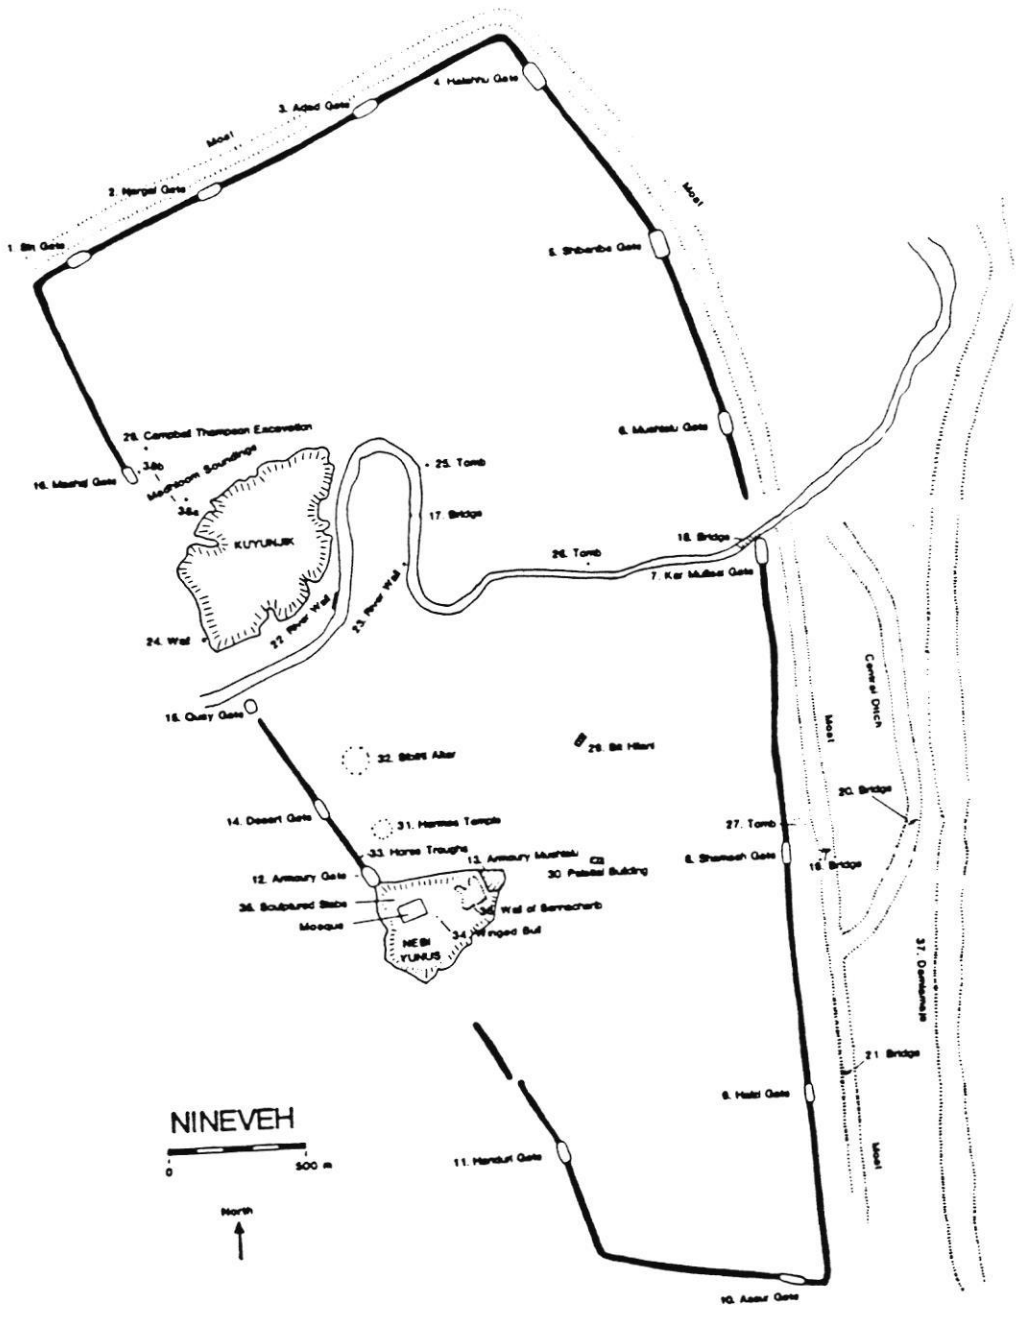 4. Halahhu Gate
3. Adad Gate
Moat
2. Nergal Gate
Moat
1. Sin Gate
5. Shibaniba Gate
6. Mushlalu Gate
28. Campbell Thompson Excavation
38b
Medhloom Soundings
16. Mashqi Gate
38a
25. Tomb
17. Bridge
KUYUNJIK
18. Bridge
26. Tomb
7. Kar Mullissi Gate
23. River Wall
22. River Wall
24. Wall
Central Ditch
15. Quay Gate
Moat
29. Bit Hilani
32. Bibitti Altar
20. Bridge
14. Desert Gate
31. Hermes Temple
27. Tomb
33. Horse Troughs
13. Armoury Mushlalu
8. Shamash Gate
19. Bridge
12. Armoury Gate
30. Palatial Building
36. Sculptured Slabs
35. Wall of Sennacherib
Mosque
34. Winged Bull
NEBI
YUNUS
37. Damlamaja
21. Bridge
9. Halzi Gate
NINEVEH
0 500 m
11. Handuri Gate
Moat
North
10. Assur Gate